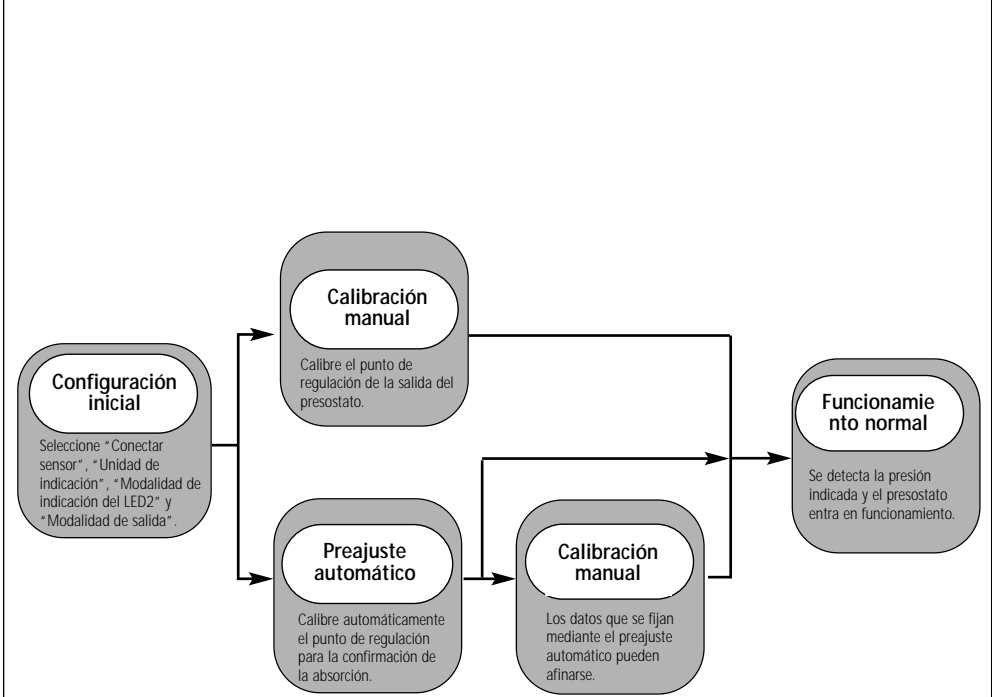 Calibración
manual
Calibre el punto de
regulación de la salida del
presostato.
Configuración
inicial
Seleccione “Conectar
sensor”, “Unidad de
indicación”, “Modalidad de
indicación del LED2” y
“Modalidad de salida”.
Funcionamie
nto normal
Se detecta la presión
indicada y el presostato
entra en funcionamiento.
Preajuste
automático
Calibre automáticamente
el punto de regulación
para la confirmación de
la absorción.
Calibración
manual
Los datos que se fijan
mediante el preajuste
automático pueden
afinarse.